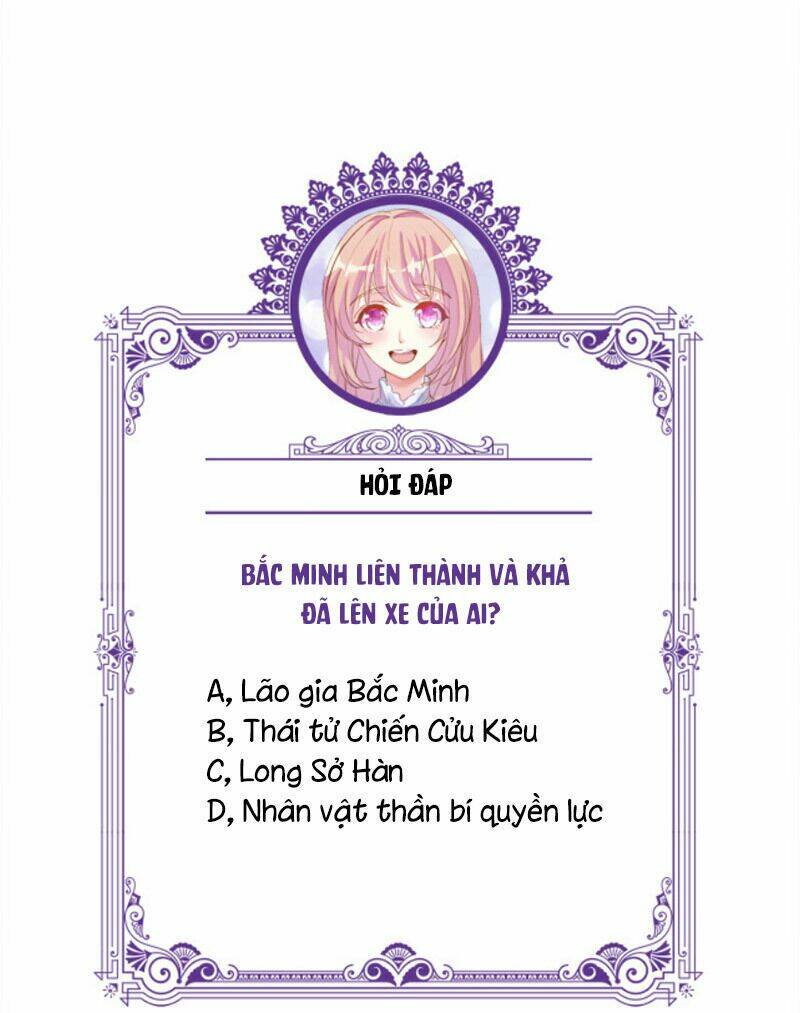 HỎI ĐÁP
BẮC MINH LIÊN THÀNH VÀ KHẢ
ĐÃ LÊN XE CỦA AI?
A, Lão gia Bắc Minh
B, Thái tử Chiến Cửu Kiêu
C, Long Sở Hàn
D, Nhân vật thần bí quyền lực